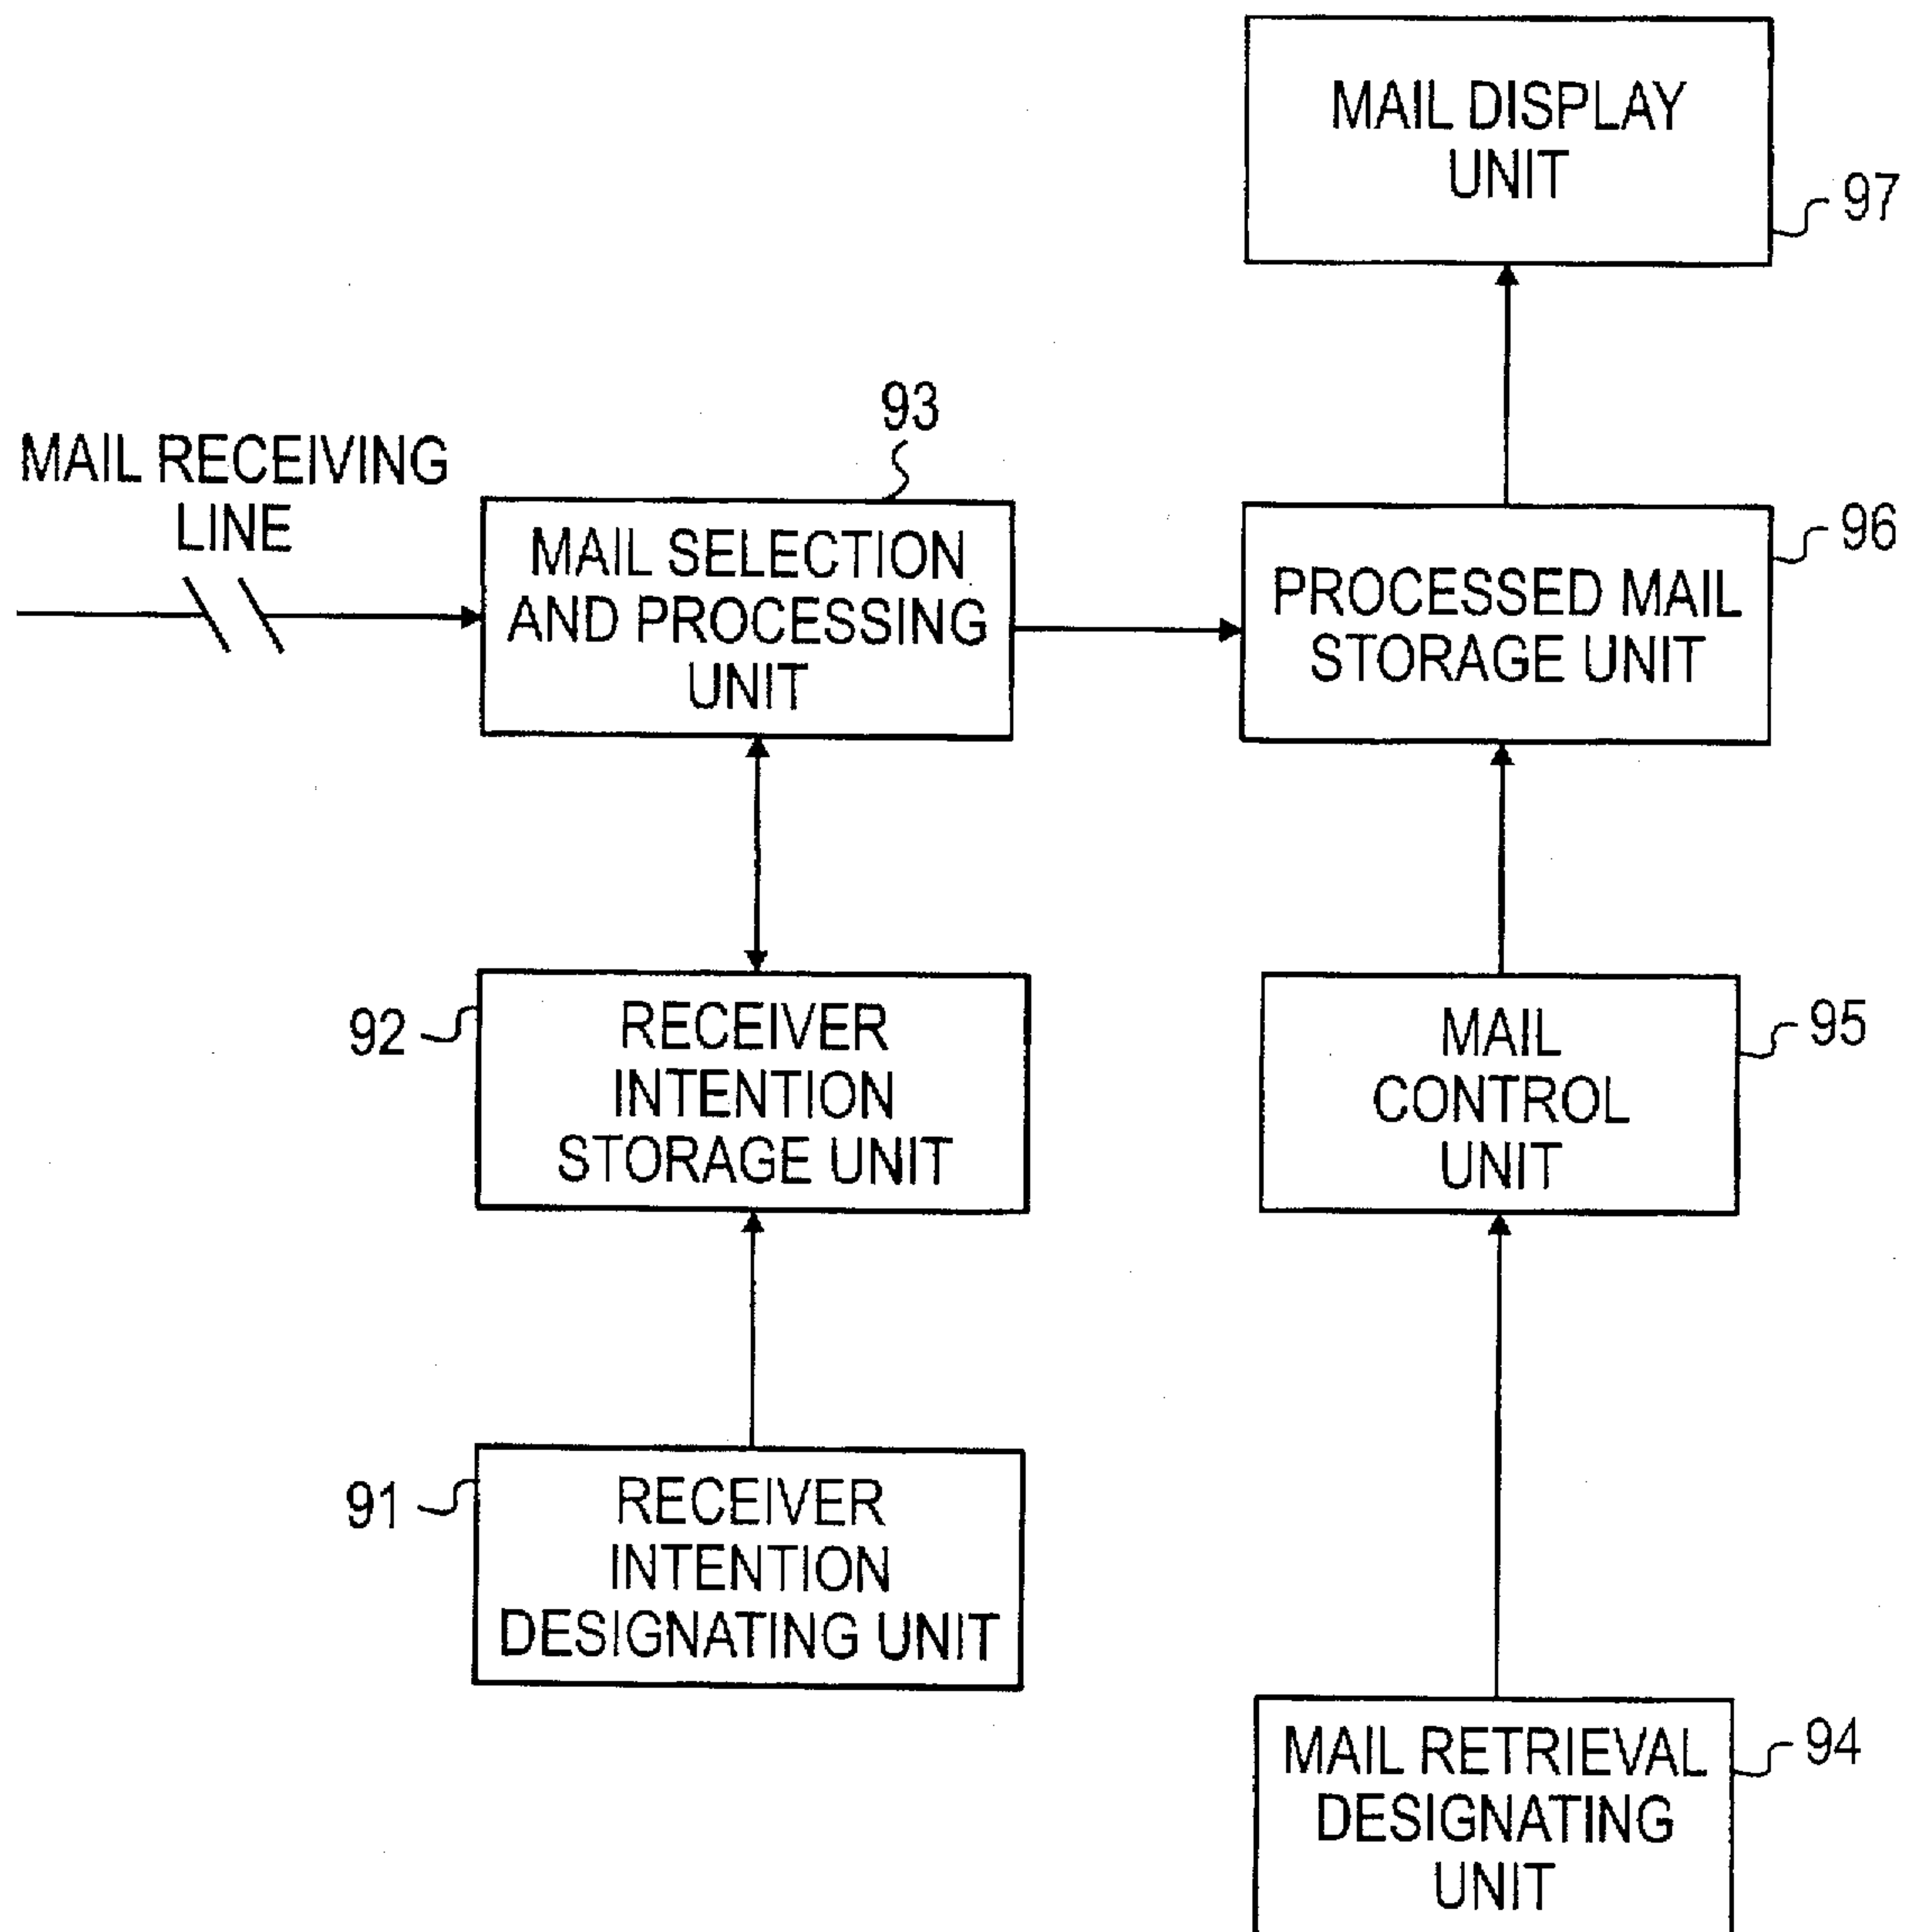 MAIL DISPLAY
UNIT
97
93
MAIL RECEIVING
LINE
MAIL SELECTION
AND PROCESSING
UNIT
96
PROCESSED MAIL
STORAGE UNIT
92
RECEIVER
INTENTION
STORAGE UNIT
95
MAIL
CONTROL
UNIT
91
RECEIVER
INTENTION
DESIGNATING UNIT
94
MAIL RETRIEVAL
DESIGNATING
UNIT